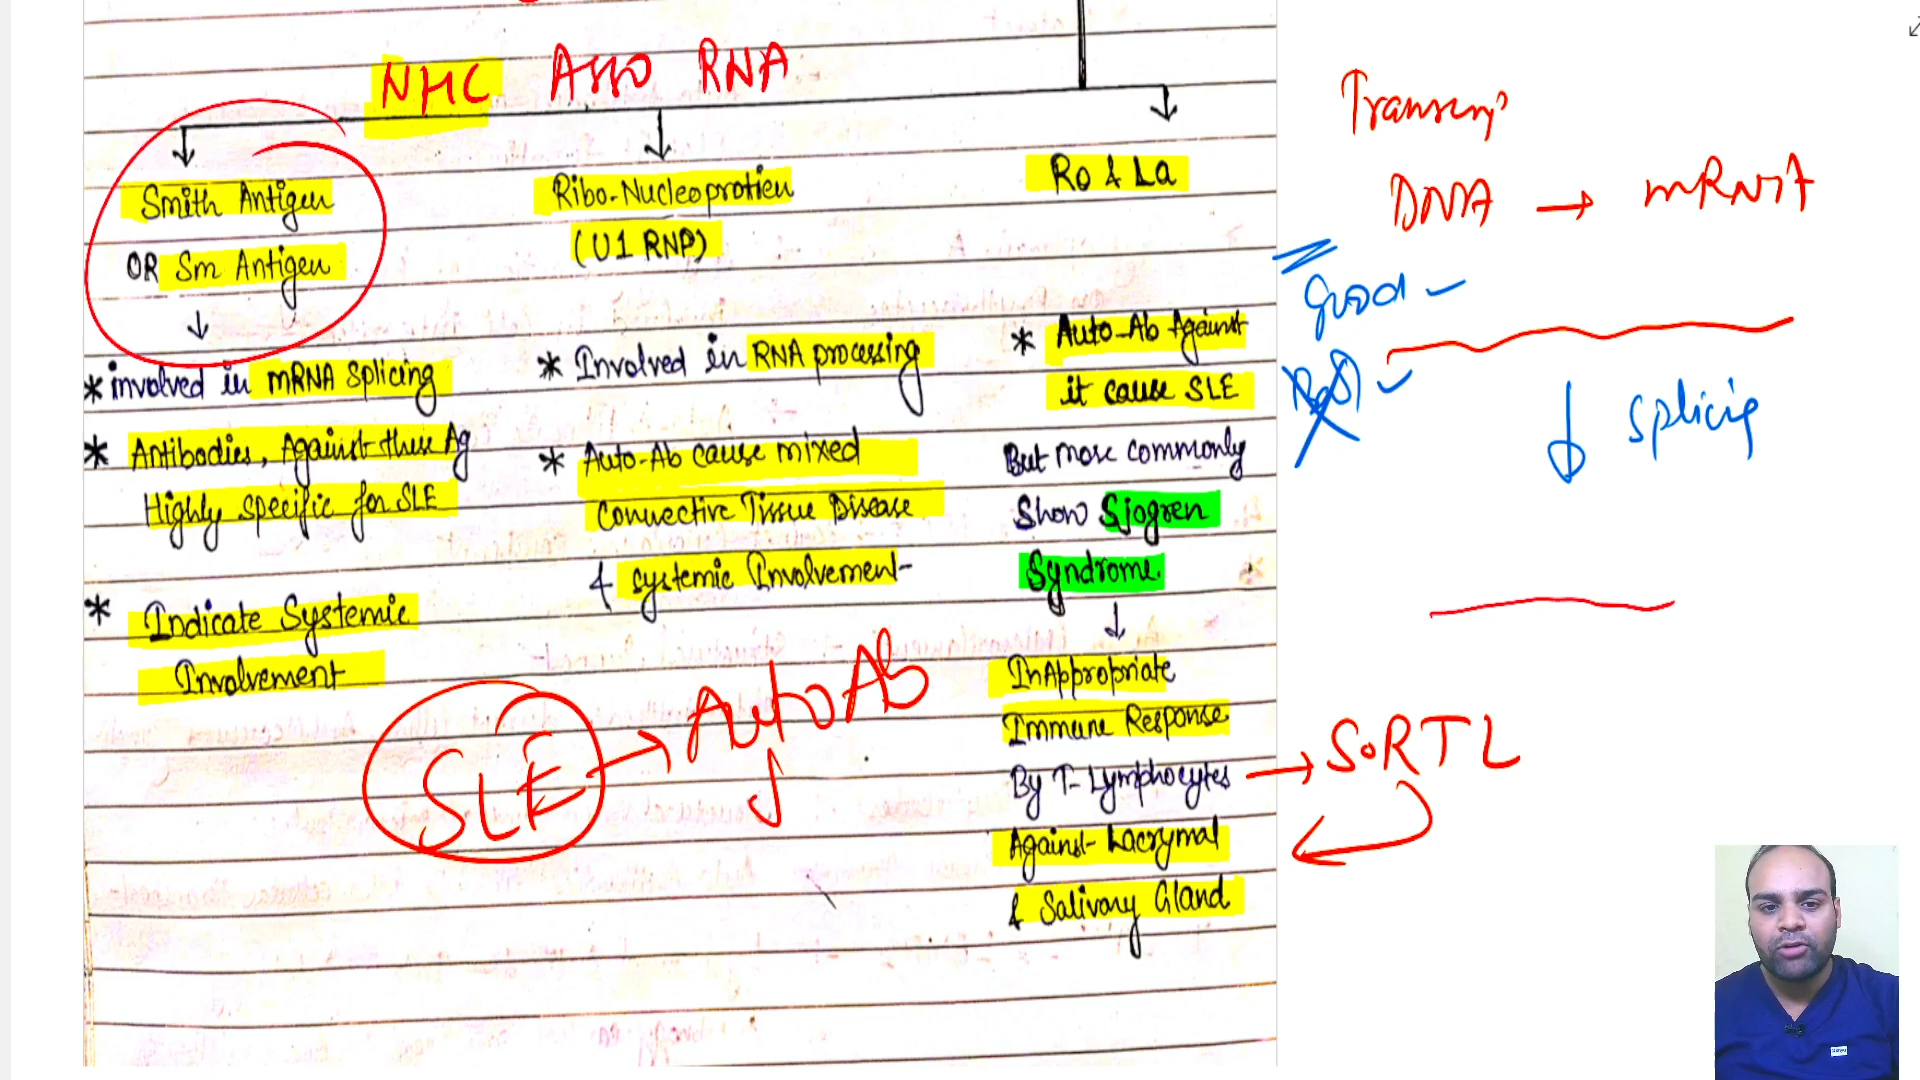 NHC Asso RNA
Smith Antigen
OR Sm Antigen
* involved in mRNA splicing
* Antibodies, Against these Ag
Highly specific for SLE
* Indicate Systemic
Involvement
Ribo-Nucleoprotien
(U1 RNP)
* Involved in RNA processing
* Auto-Ab cause mixed
Connective Tissue Disease
& systemic Involvement-
Ro & La
* Auto-Ab Against
it cause SLE
But more commonly
Show Sjogren
Syndrome.
InAppropriate
Immune Response
By T-Lymphocytes
Against Lacrymal
& Salivary Gland
SLE → Auto Ab
Transcrip
DNA → mRNA
Good -
Splicig
SoRTL